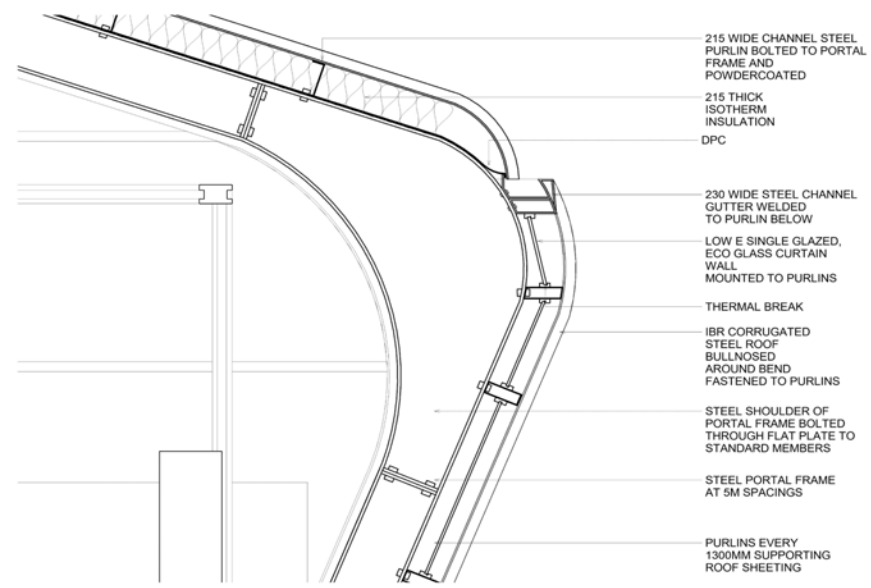 215 WIDE CHANNEL STEEL
PURLIN BOLTED TO PORTAL
FRAME AND
POWDERCOATED
215 THICK
ISOTHERM
INSULATION
DPC
230 WIDE STEEL CHANNEL
GUTTER WELDED
TO PURLIN BELOW
LOW E SINGLE GLAZED,
ECO GLASS CURTAIN
WALL
MOUNTED TO PURLINS
THERMAL BREAK
IBR CORRUGATED
STEEL ROOF
BULLNOSED
AROUND BEND
FASTENED TO PURLINS
STEEL SHOULDER OF
PORTAL FRAME BOLTED
THROUGH FLAT PLATE TO
STANDARD MEMBERS
STEEL PORTAL FRAME
AT 5M SPACINGS
PURLINS EVERY
1300MM SUPPORTING
ROOF SHEETING